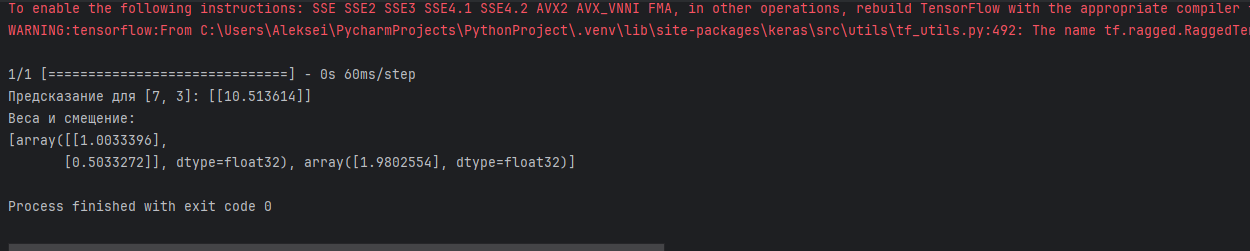 To enable the following instructions: SSE SSE2 SSE3 SSE4.1 SSE4.2 AVX2 AVX_VNNI FMA, in other operations, rebuild TensorFlow with the appropriate compiler
WARNING:tensorflow:From C:\Users\Aleksei\PycharmProjects\PythonProject\.venv\lib\site-packages\keras\src\utils\tf_utils.py:492: The name tf.ragged.RaggedTe
1/1 [==============================] - 0s 60ms/step
Предсказание для [7, 3]: [[10.513614]]
Веса и смещение:
[array([[1.0033396],
       [0.5033272]], dtype=float32), array([1.9802554], dtype=float32)]
Process finished with exit code 0